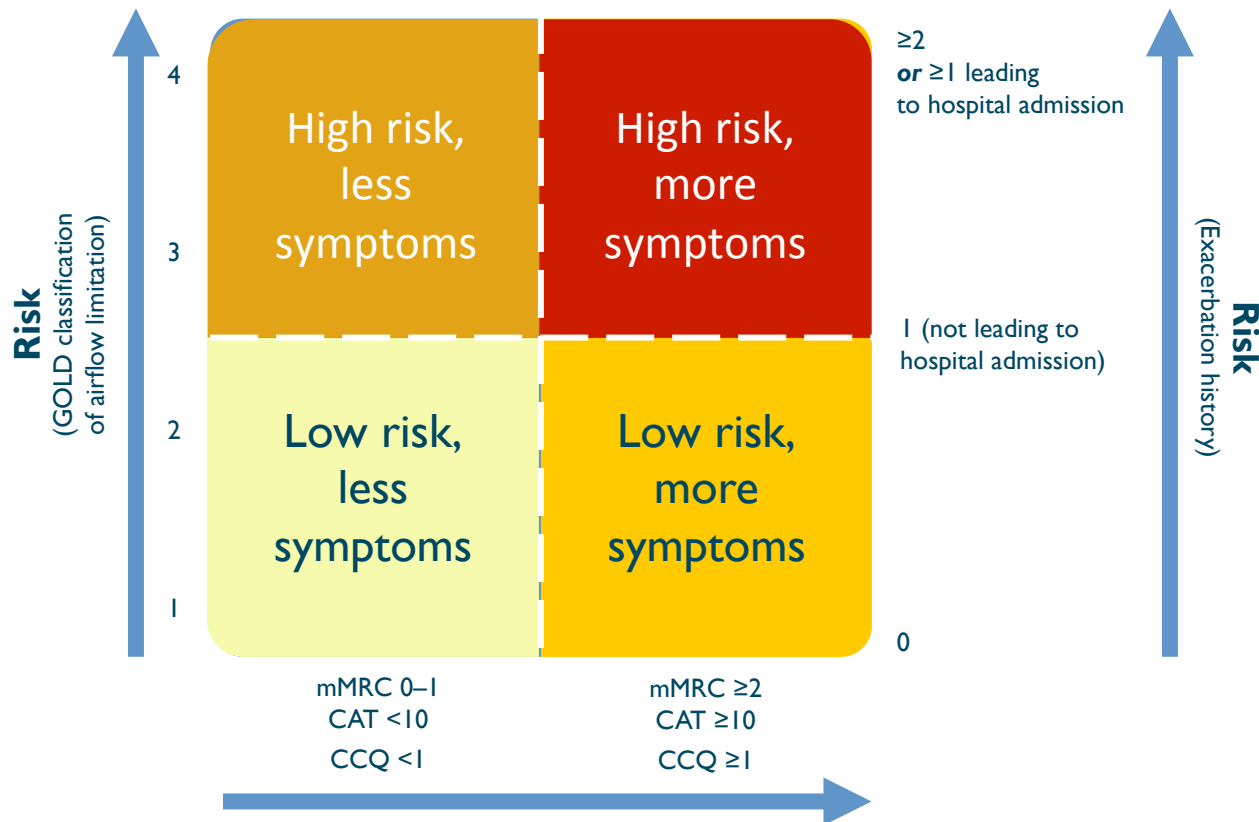 Risk
(GOLD classification
of airflow limitation)
4
3
2
1
High risk,
less
symptoms
High risk,
more
symptoms
Low risk,
less
symptoms
Low risk,
more
symptoms
≥2
or ≥1 leading
to hospital admission
1 (not leading to
hospital admission)
0
Risk
(Exacerbation history)
mMRC 0–1
CAT <10
CCQ <1
mMRC ≥2
CAT ≥10
CCQ ≥1